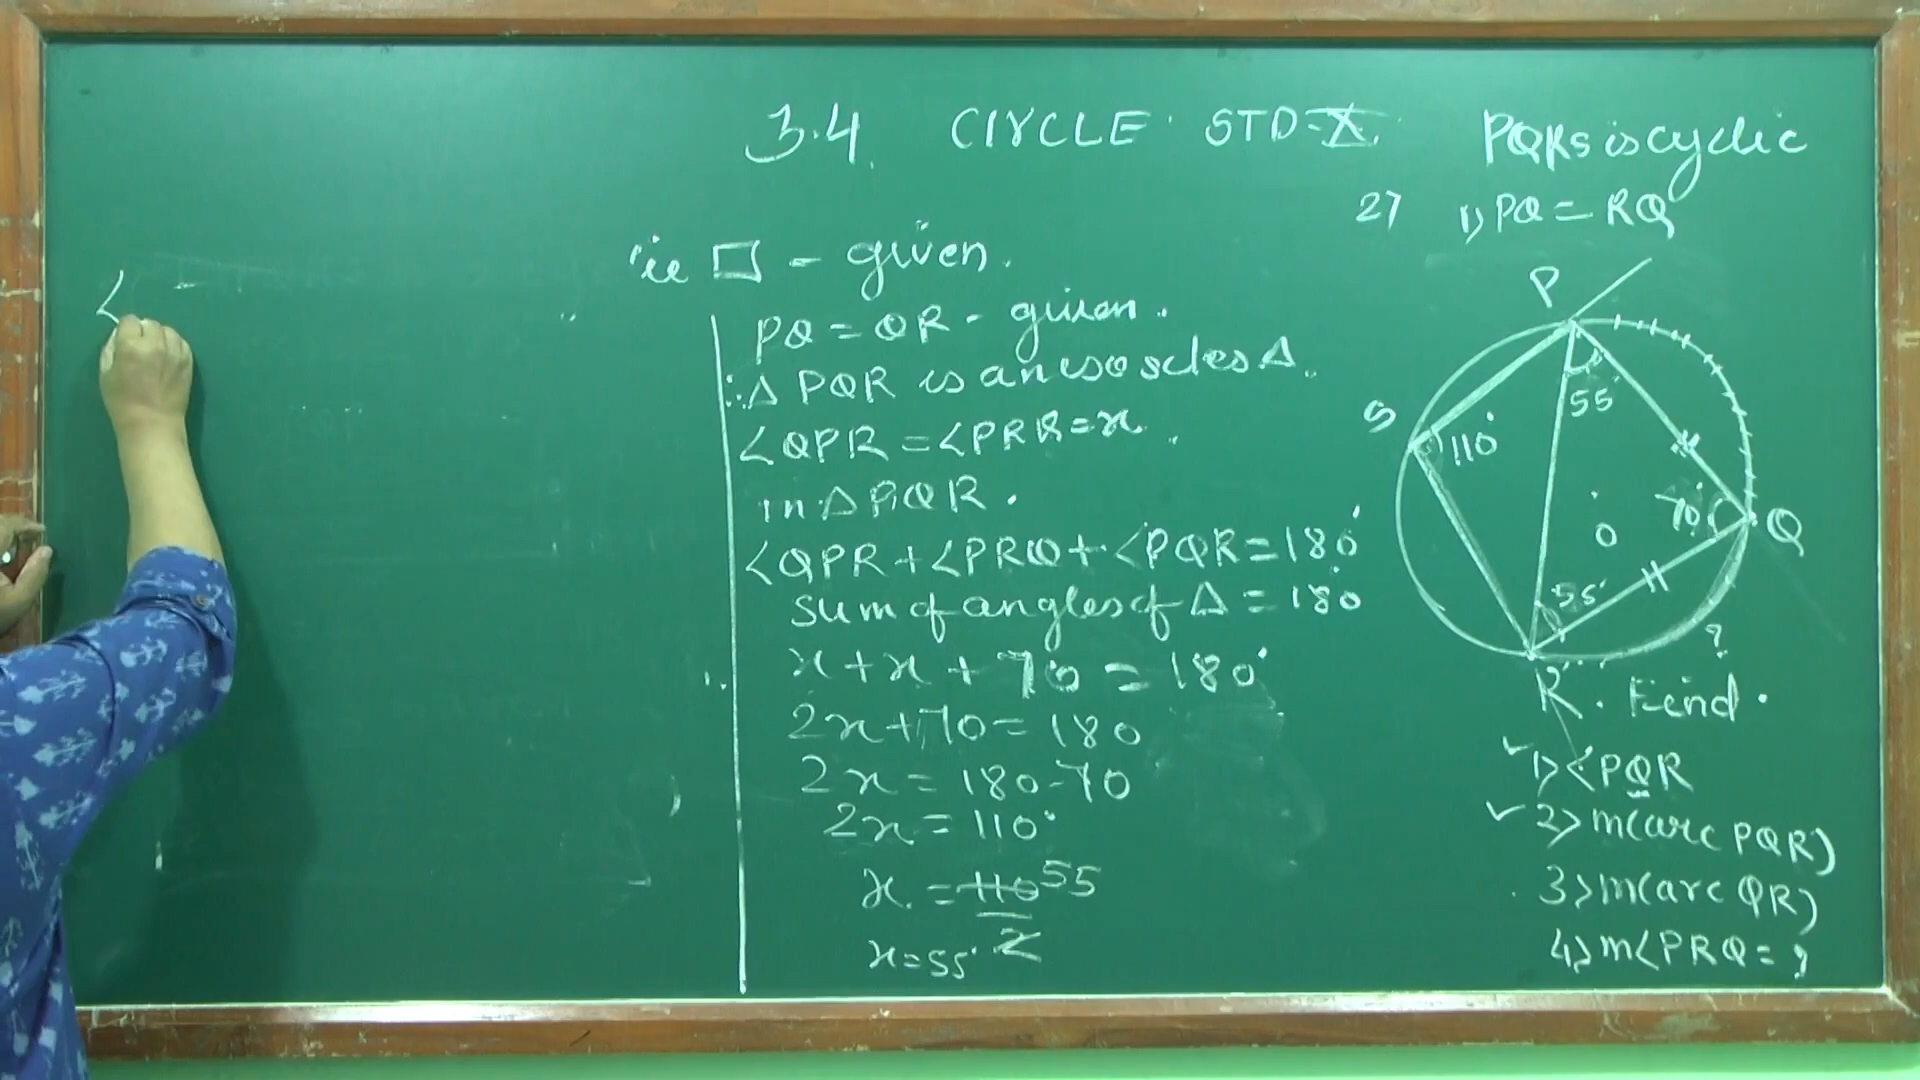 3.4. CIRCLE STD-X.
PQRS is cyclic
27 1) PQ = RQ
ie □ - given.
PQ = QR - given.
∴ Δ PQR is an isoscles Δ.
∠QPR = ∠PRR = x.
in Δ PQR.
∠QPR + ∠PRQ + ∠PQR = 180°
sum of angles of Δ = 180
x + x + 70 = 180°
2x + 70 = 180
2x = 180 - 70
2x = 110°
x = 110 55
2
x = 55°
∠
P
S
110°
55°
70°
Q
O
55°
?
R. Find.
✓ 1) ∠PQR
✓ 2) m(arc PQR)
3) m(arc QR)
4) m∠PRQ = ?